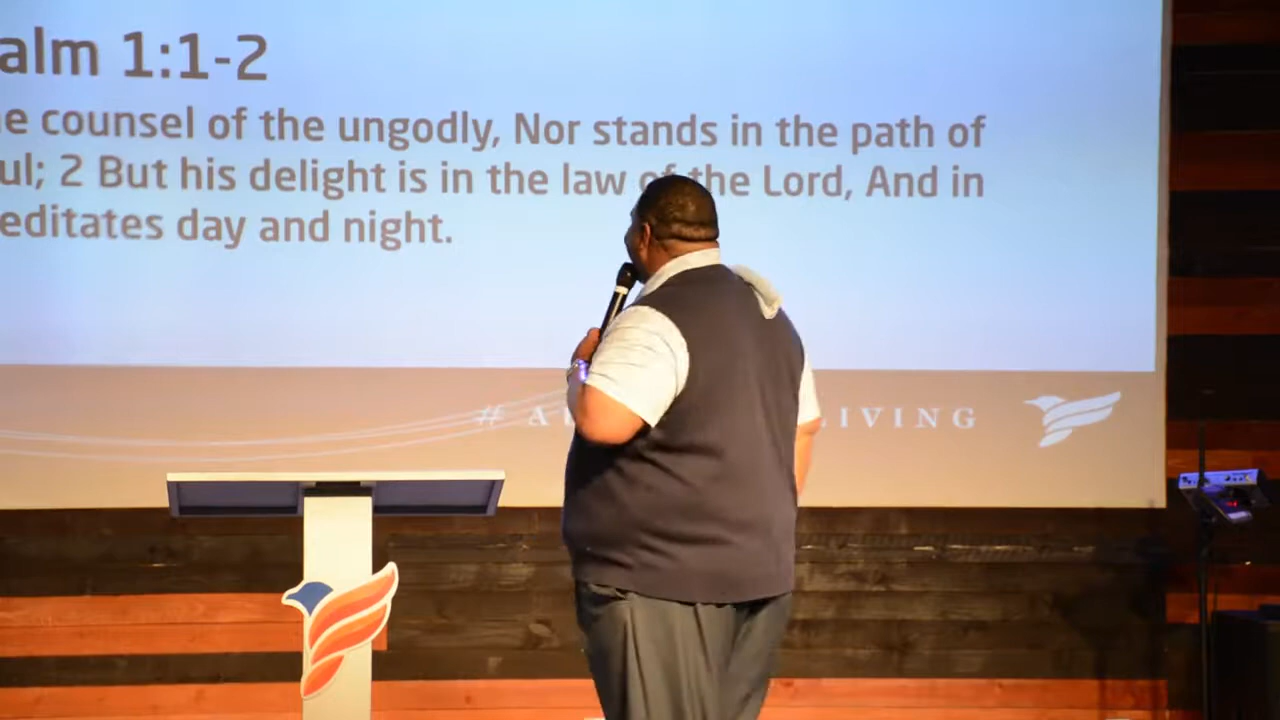 alm 1:1-2
e counsel of the ungodly, Nor stands in the path of
ul; 2 But his delight is in the law of the Lord, And in
editates day and night.
# A LIVING